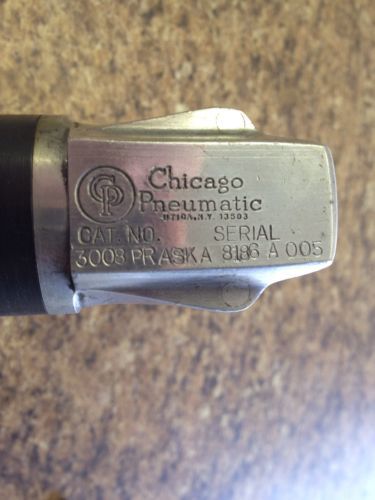 CP
Chicago
Pneumatic
UTICA, N.Y. 13503
CAT. NO. SERIAL
3003 PRASKA 8186 A 005